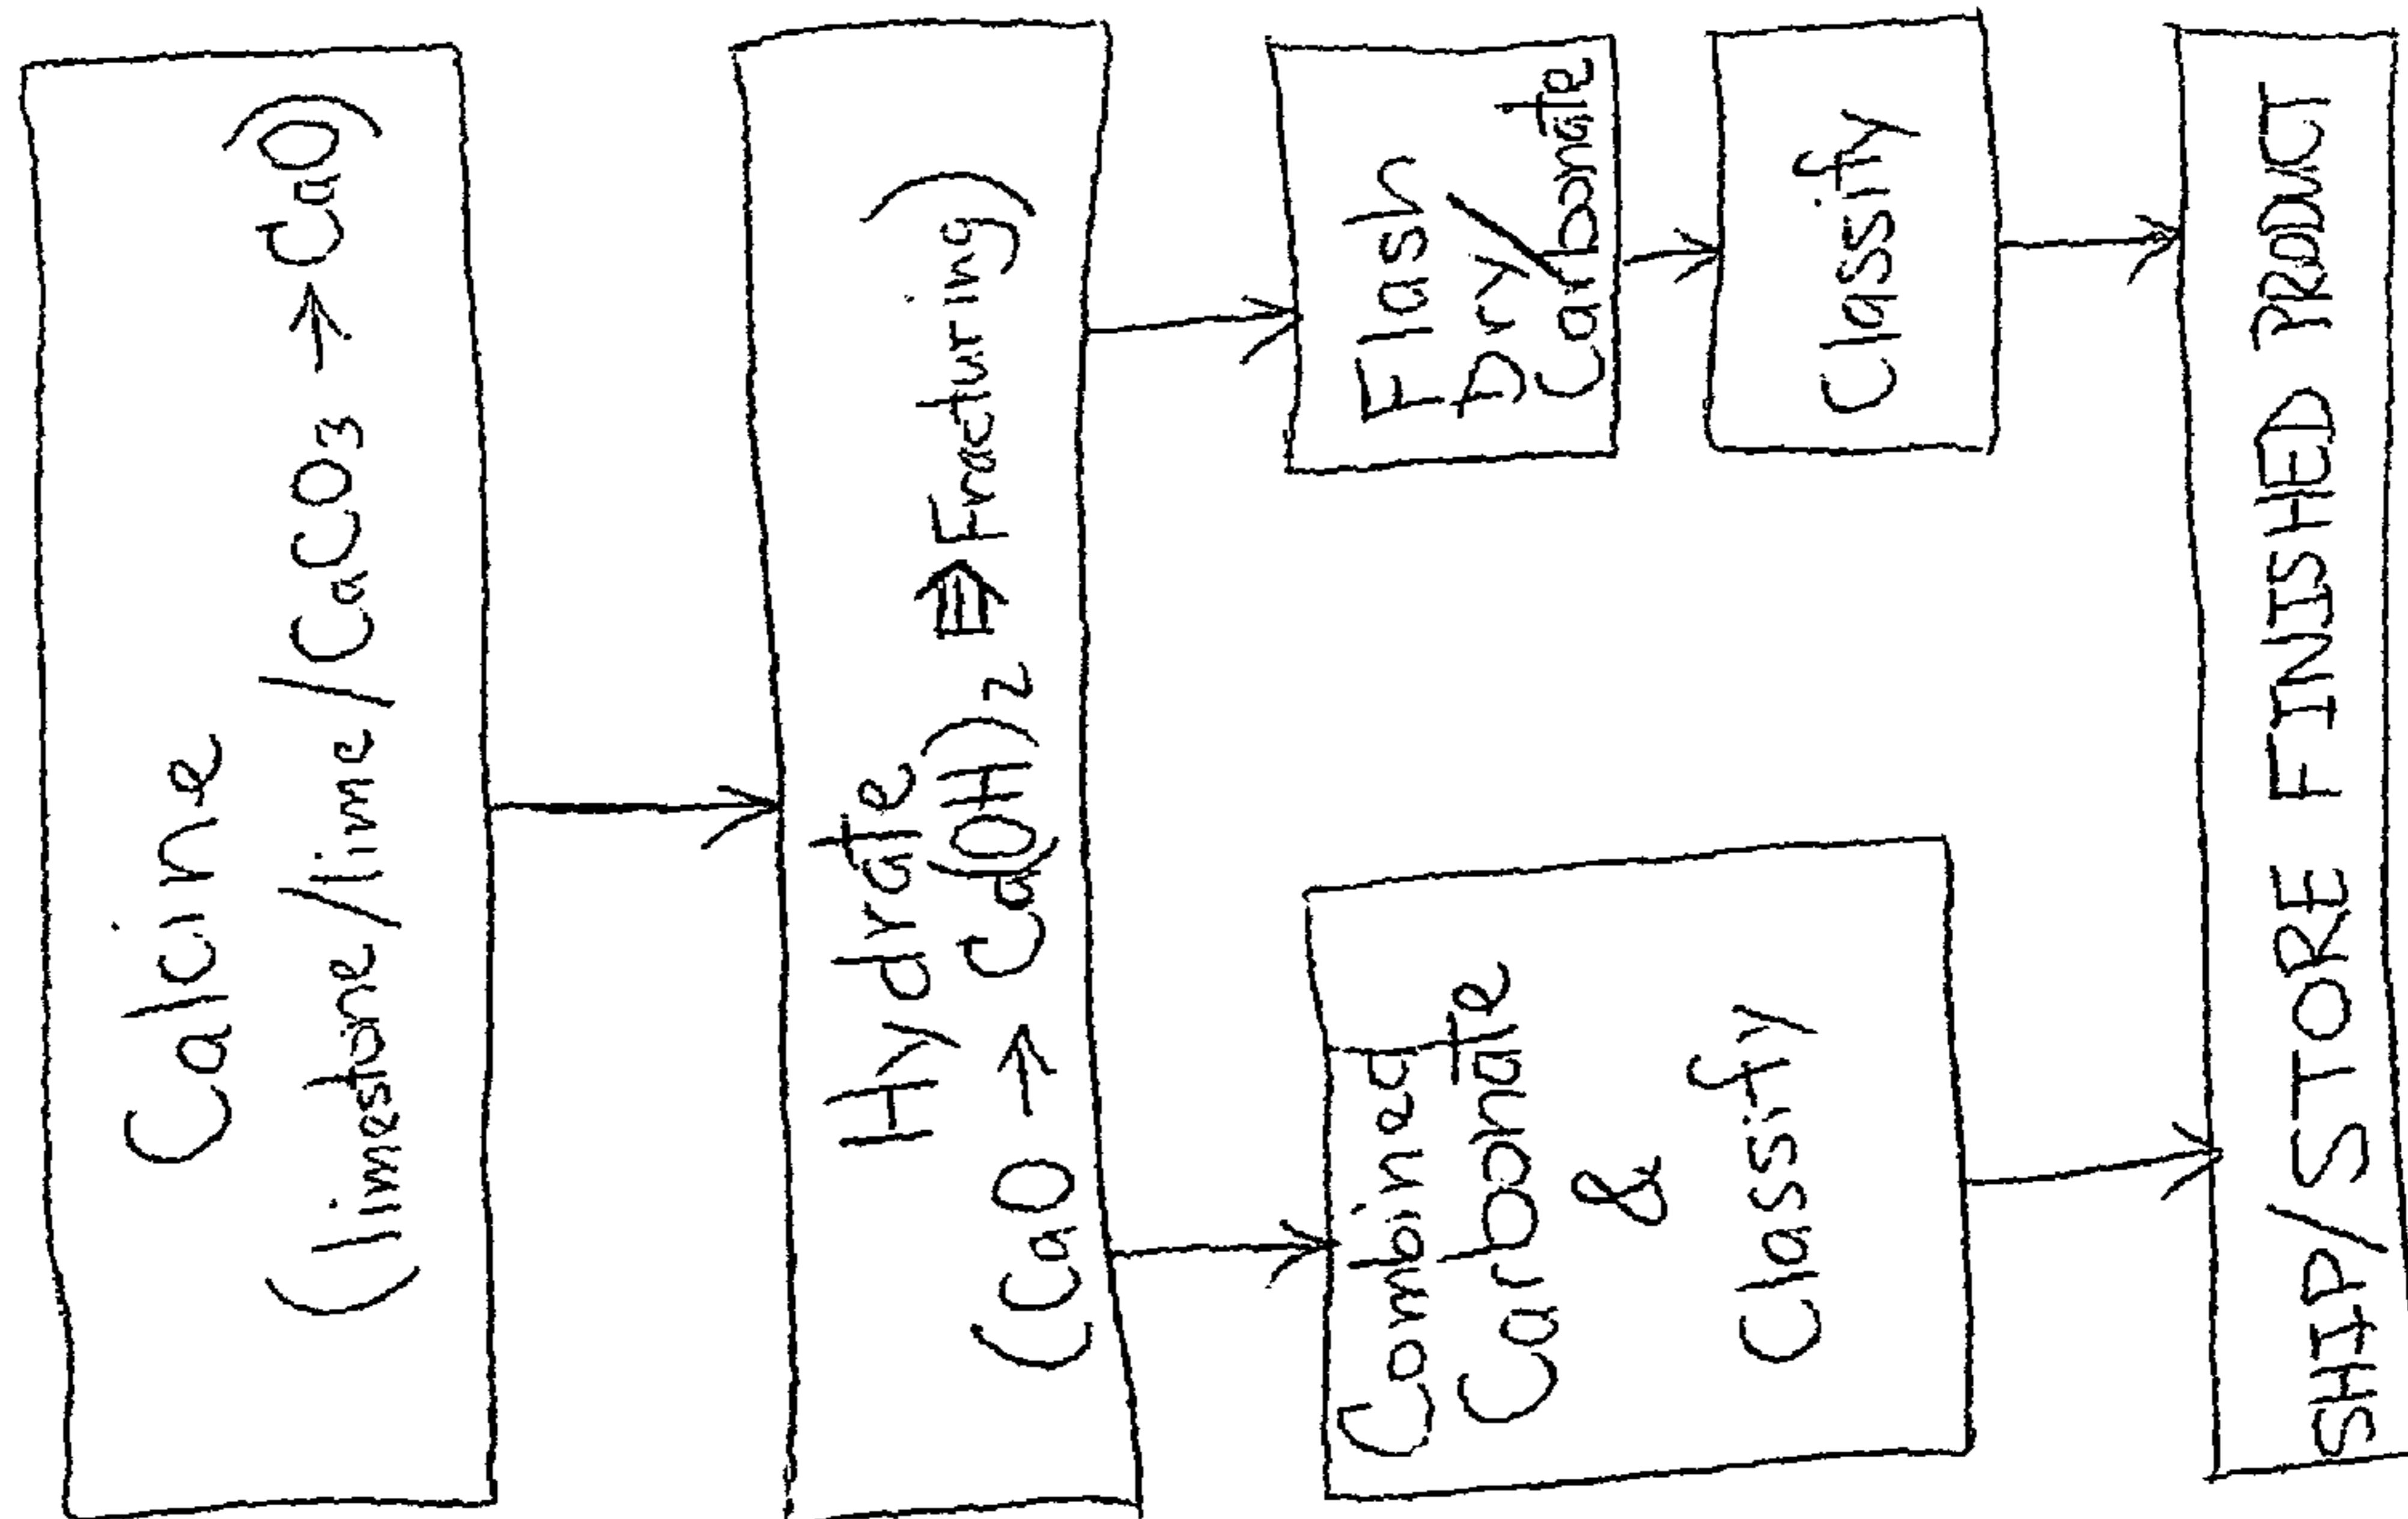 Calcine
(limestone/lime/CaCO3 → CaO)
Hydrate
(CaO → Ca(OH)2 ⇒ Fracturing)
Combined
Carbonate
&
Classify
Flash
Dry/
Carbonate
Classify
SHIP/STORE FINISHED PRODUCT